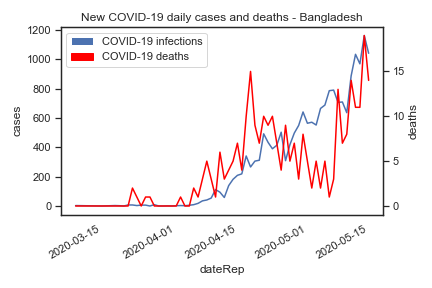 New COVID-19 daily cases and deaths - Bangladesh
COVID-19 infections
COVID-19 deaths
1200
1000
800
600
400
200
0
cases
15
10
5
0
deaths
2020-03-15
2020-04-01
2020-04-15
2020-05-01
2020-05-15
dateRep